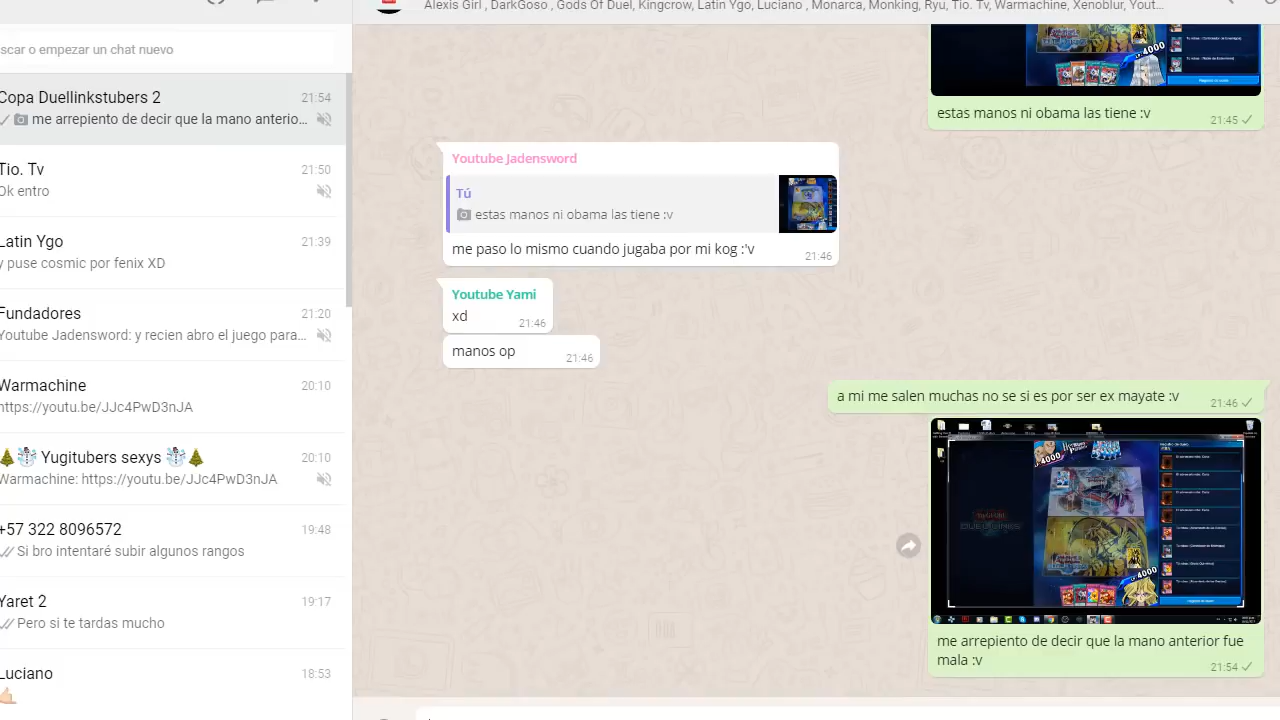 Alexis Girl , DarkGoso , Gods Of Duel, Kingcrow, Latin Ygo, Luciano , Monarca, Monking, Ryu, Tio. Tv, Warmachine, Xenoblur, Yout...
scar o empezar un chat nuevo
Copa Duellinkstubers 2 21:54
me arrepiento de decir que la mano anterio...
Tio. Tv 21:50
Ok entro
Latin Ygo 21:39
y puse cosmic por fenix XD
Fundadores 21:20
Youtube Jadensword: y recien abro el juego para...
Warmachine 20:10
https://youtu.be/JJc4PwD3nJA
Yugitubers sexys 20:10
Warmachine: https://youtu.be/JJc4PwD3nJA
+57 322 8096572 19:48
Si bro intentaré subir algunos rangos
Yaret 2 19:17
Pero si te tardas mucho
Luciano 18:53
4000
estas manos ni obama las tiene :v
21:45
Youtube Jadensword
Tú
estas manos ni obama las tiene :v
me paso lo mismo cuando jugaba por mi kog :'v
21:46
Youtube Yami
xd
21:46
manos op
21:46
a mi me salen muchas no se si es por ser ex mayate :v
21:46
4000
4000
me arrepiento de decir que la mano anterior fue
mala :v
21:54